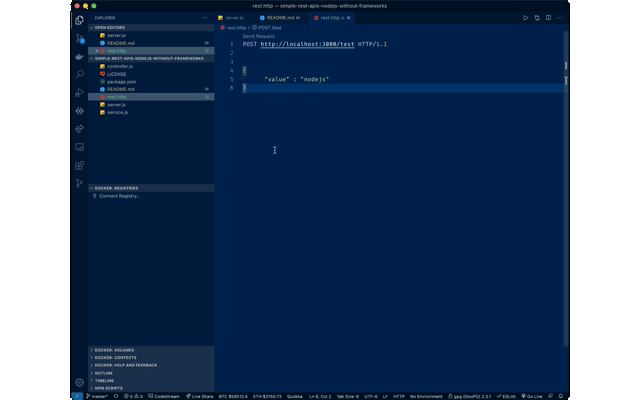 rest.http — simple-rest-apis-nodejs-without-frameworks
EXPLORER
server.js
README.md M
rest.http U
OPEN EDITORS
server.js
README.md M
rest.http
SIMPLE-REST-APIS-NODEJS-WITHOUT-FRAMEWORKS
controller.js
LICENSE
package.json
README.md M
rest.http
server.js
service.js
rest.http > POST /test
Send Request
1 POST http://localhost:3000/test HTTP/1.1
2
3
4 {
5 "value" : "nodejs"
6 }
DOCKER: REGISTRIES
Connect Registry...
DOCKER: VOLUMES
DOCKER: CONTEXTS
DOCKER: HELP AND FEEDBACK
OUTLINE
TIMELINE
NPM SCRIPTS
master* 0 0 CodeStream Live Share BTC $59510.4 ETH $3150.73 Quokka Ln 6, Col 2 Tab Size: 8 UTF-8 LF HTTP No Environment gpg (GnuPG) 2.3.1 ESLint Go Live